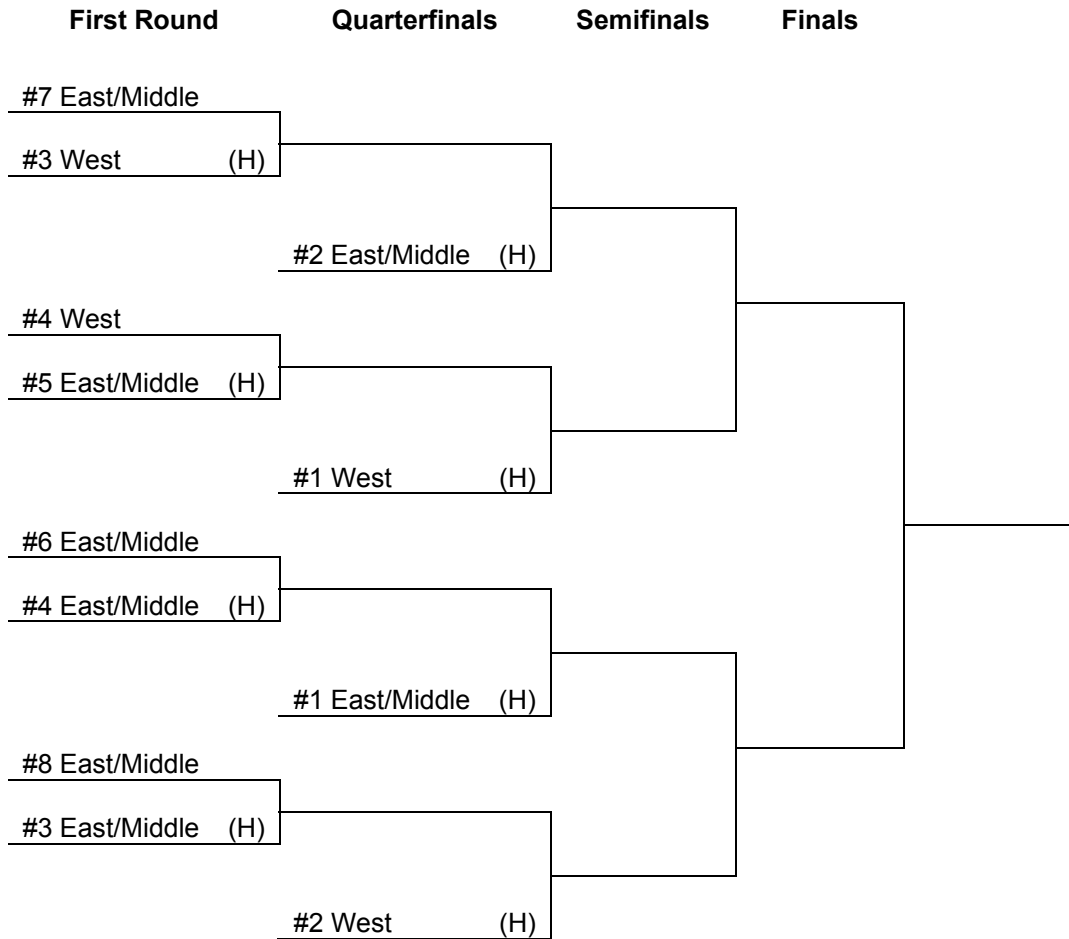 First Round Quarterfinals Semifinals Finals
#7 East/Middle
#3 West (H)
#2 East/Middle (H)
#4 West
#5 East/Middle (H)
#1 West (H)
#6 East/Middle
#4 East/Middle (H)
#1 East/Middle (H)
#8 East/Middle
#3 East/Middle (H)
#2 West (H)